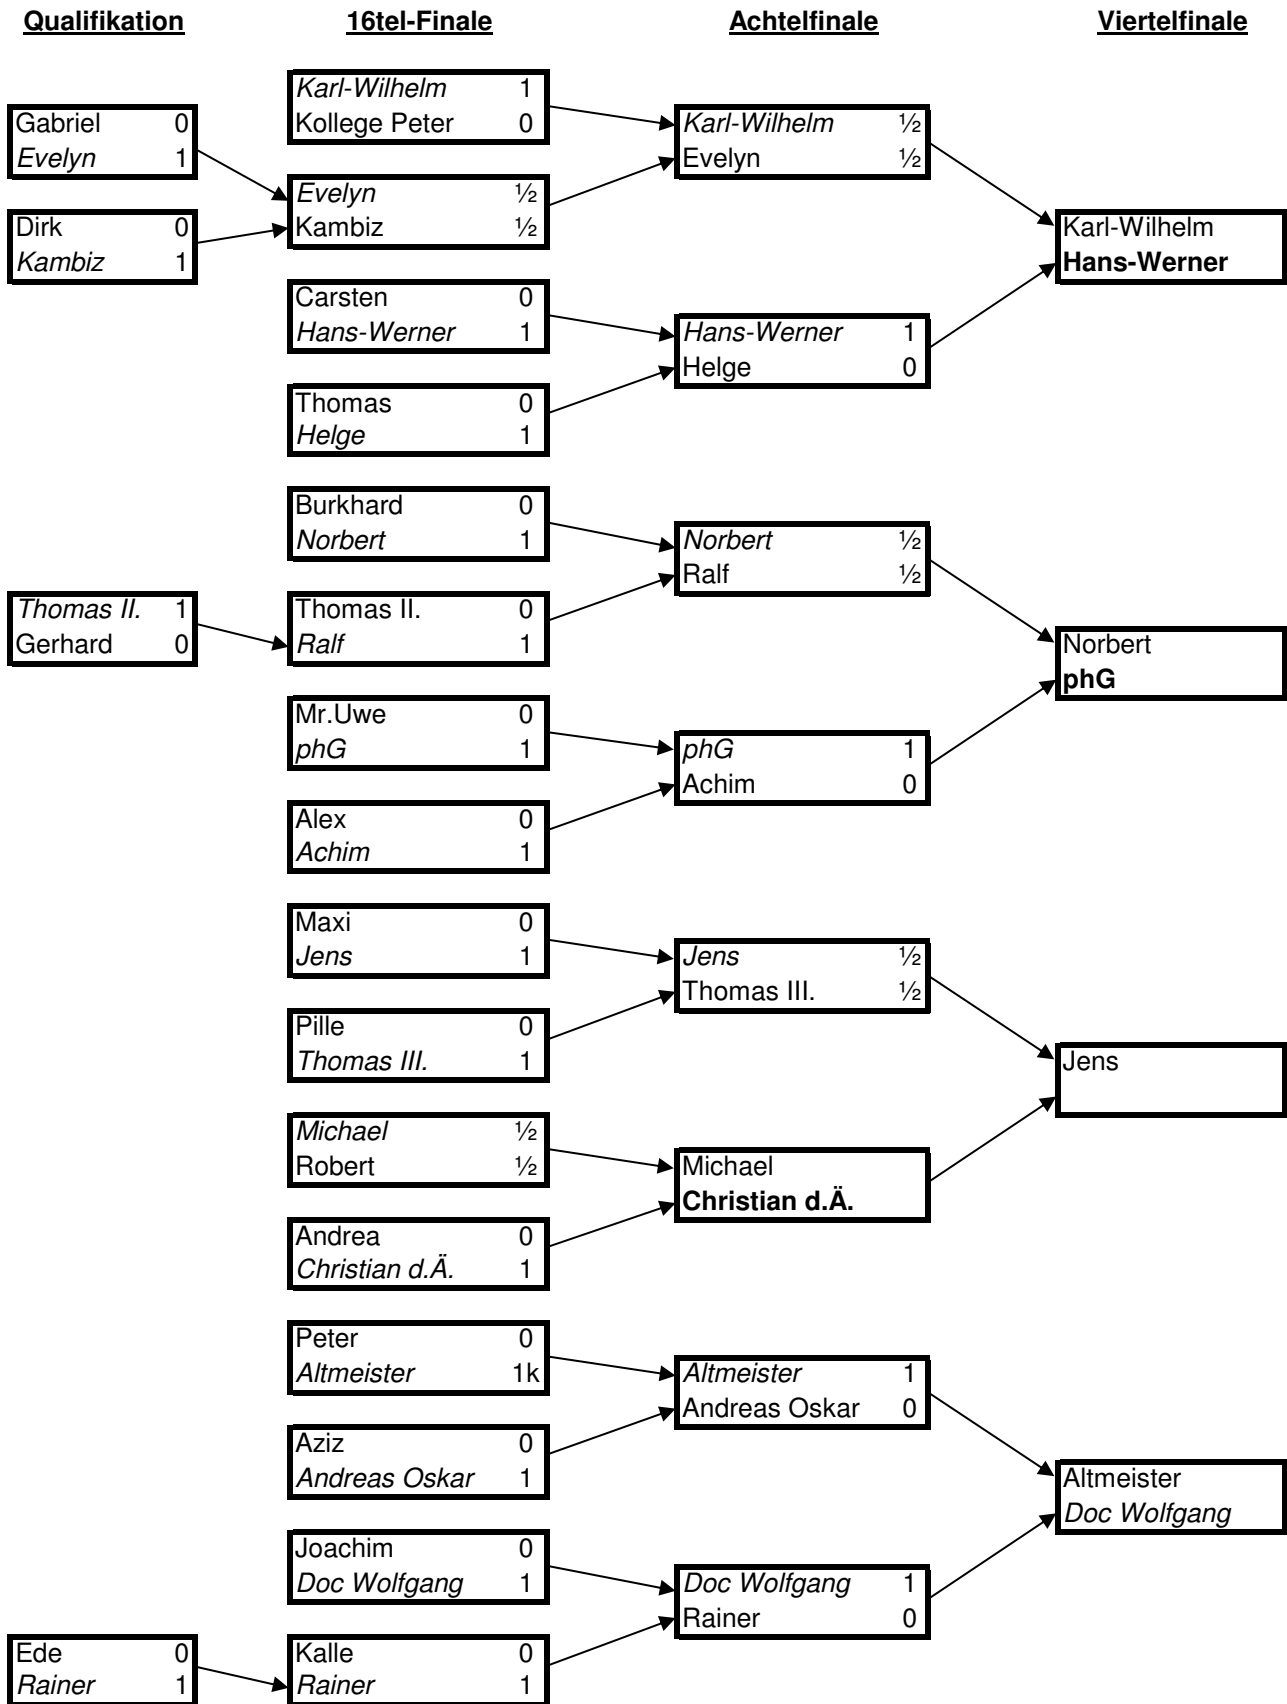 Qualifikation 16tel-Finale Achtelfinale Viertelfinale
Gabriel 0
Evelyn 1
Dirk 0
Kambiz 1
Thomas II. 1
Gerhard 0
Ede 0
Rainer 1
Karl-Wilhelm 1
Kollege Peter 0
Evelyn ½
Kambiz ½
Carsten 0
Hans-Werner 1
Thomas 0
Helge 1
Burkhard 0
Norbert 1
Thomas II. 0
Ralf 1
Mr.Uwe 0
phG 1
Alex 0
Achim 1
Maxi 0
Jens 1
Pille 0
Thomas III. 1
Michael ½
Robert ½
Andrea 0
Christian d.Ä. 1
Peter 0
Altmeister 1k
Aziz 0
Andreas Oskar 1
Joachim 0
Doc Wolfgang 1
Kalle 0
Rainer 1
Karl-Wilhelm ½
Evelyn ½
Hans-Werner 1
Helge 0
Norbert ½
Ralf ½
phG 1
Achim 0
Jens ½
Thomas III. ½
Michael
Christian d.Ä.
Altmeister 1
Andreas Oskar 0
Doc Wolfgang 1
Rainer 0
Karl-Wilhelm
Hans-Werner
Norbert
phG
Jens
Altmeister
Doc Wolfgang